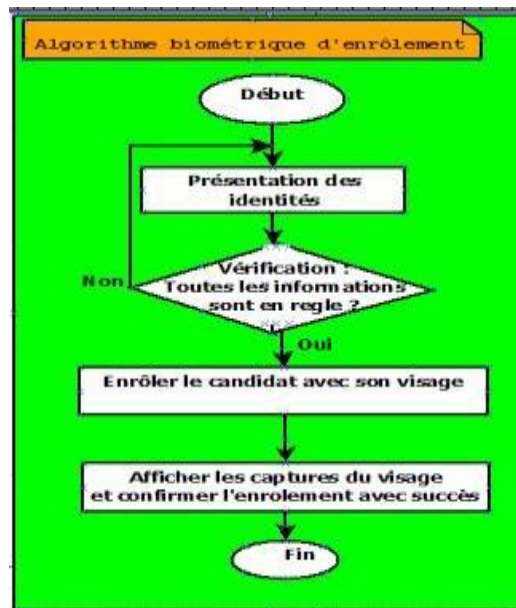 Algorithme biométrique d'enrôlement
Début
Présentation des
identités
Vérification :
Toutes les informations
sont en regle ?
Non
Oui
Enrôler le candidat avec son visage
Afficher les captures du visage
et confirmer l'enrolement avec succès
Fin